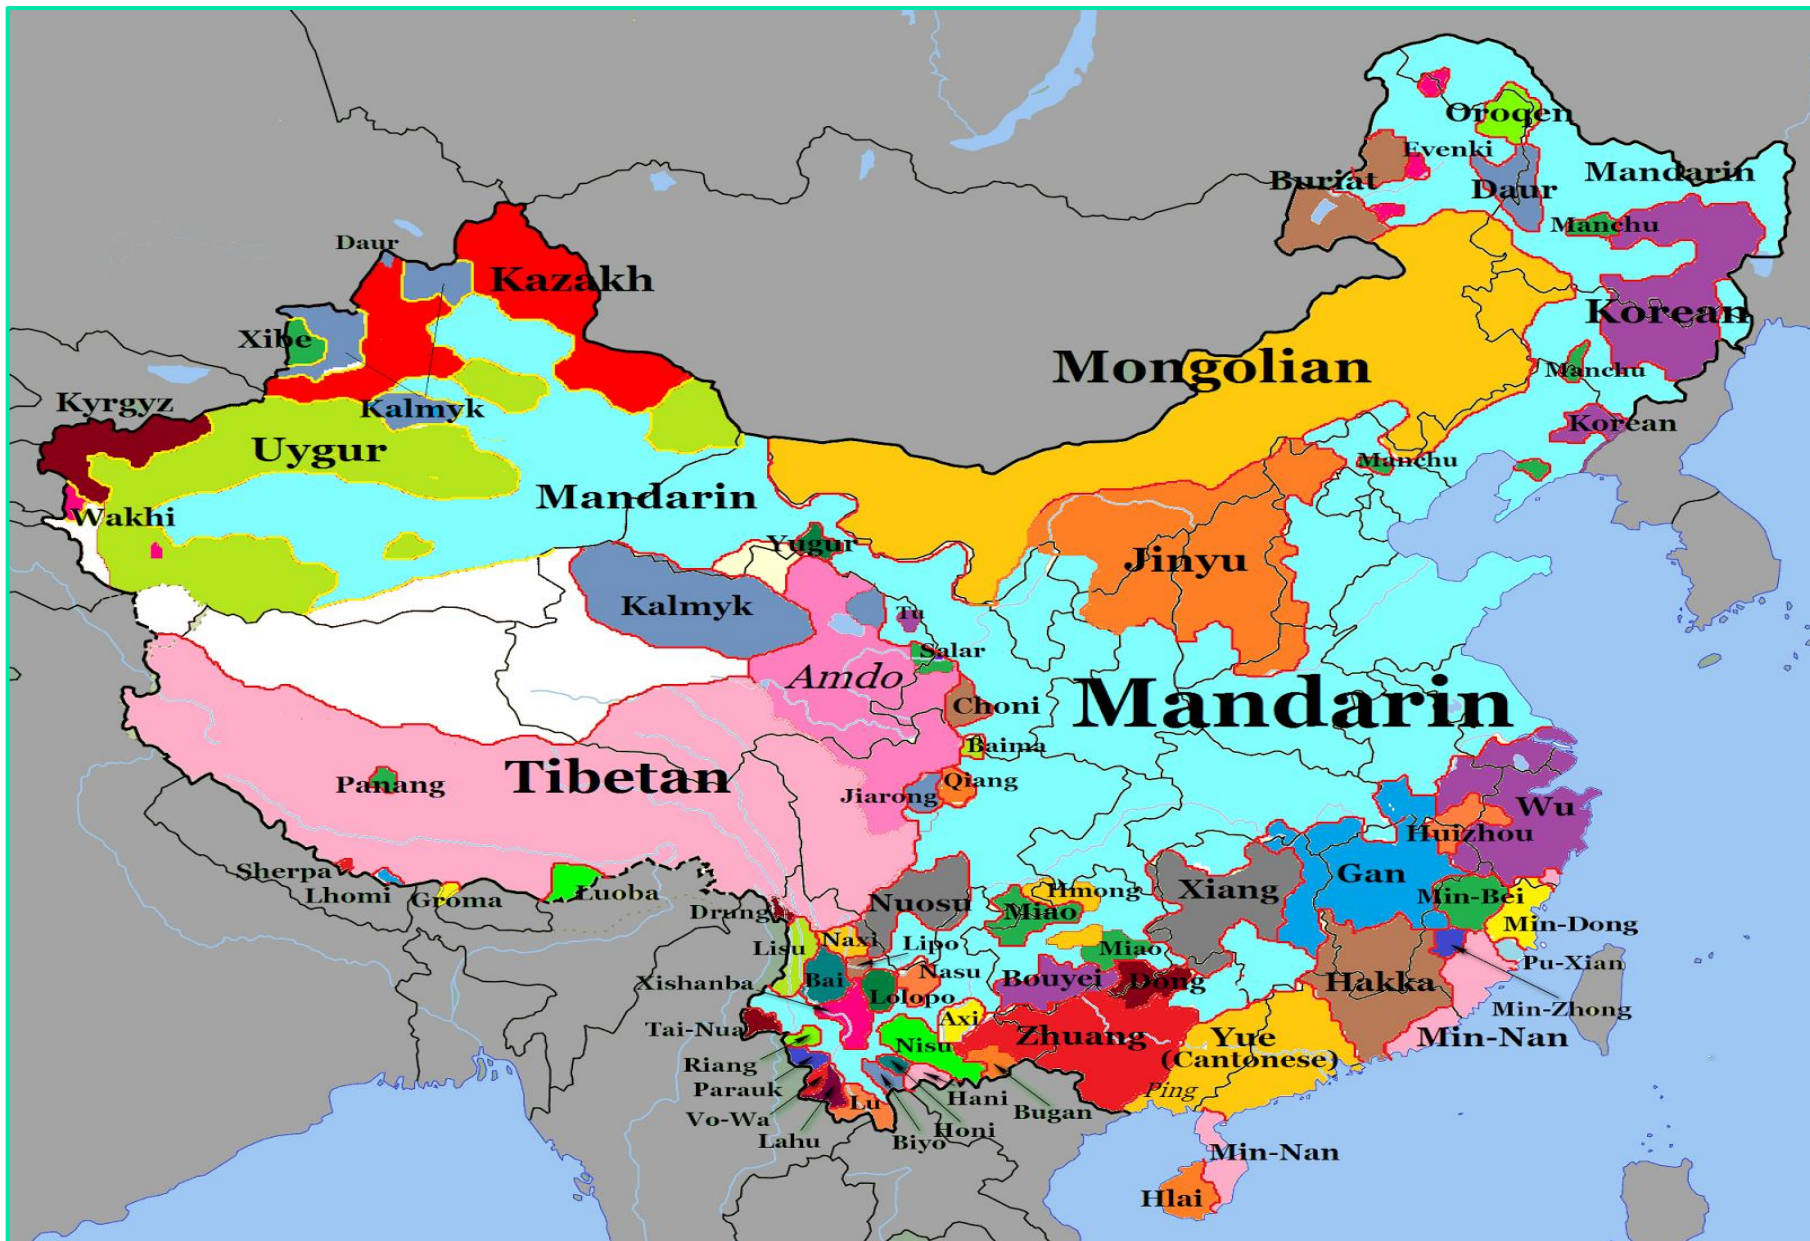 Oroqen
Evenki
Mandarin
Buriat
Daur
Manchu
Daur
Kazakh
Korean
Xibe
Mongolian
Manchu
Kyrgyz
Kalmyk
Korean
Uygur
Manchu
Mandarin
Wakhi
Yugur
Jinyu
Kalmyk
Tu
Salar
Amdo
Choni
Mandarin
Baima
Tibetan
Panang
Qiang
Jiarong
Wu
Huizhou
Sherpa
Lhomi
Groma
Luoba
Gan
Xiang
Hmong
Min-Bei
Nuosu
Miao
Drung
Min-Dong
Lisu
Naxi
Lipo
Miao
Pu-Xian
Xishanba
Bai
Nasu
Bouyei
Dong
Hakka
Lolopo
Min-Zhong
Axi
Tai-Nua
Zhuang
Yue
(Cantonese)
Min-Nan
Nisu
Riang
Parauk
Hani
Ping
Vo-Wa
Lu
Bugan
Lahu
Biyo
Honi
Min-Nan
Hlai